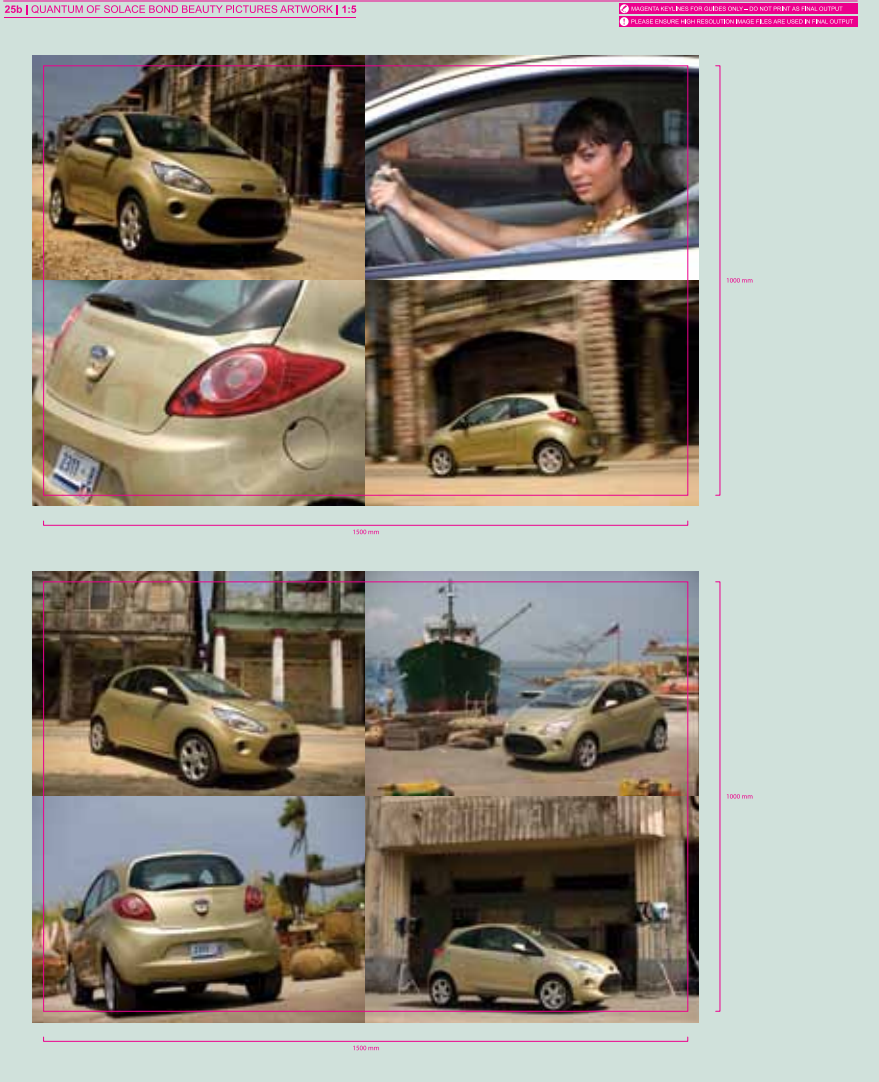 25b | QUANTUM OF SOLACE BOND BEAUTY PICTURES ARTWORK | 1:5
MAGENTA KEYLINES FOR GUIDES ONLY – DO NOT PRINT AS FINAL OUTPUT
PLEASE ENSURE HIGH RESOLUTION IMAGE FILES ARE USED IN FINAL OUTPUT
1000 mm
1500 mm
1000 mm
1500 mm